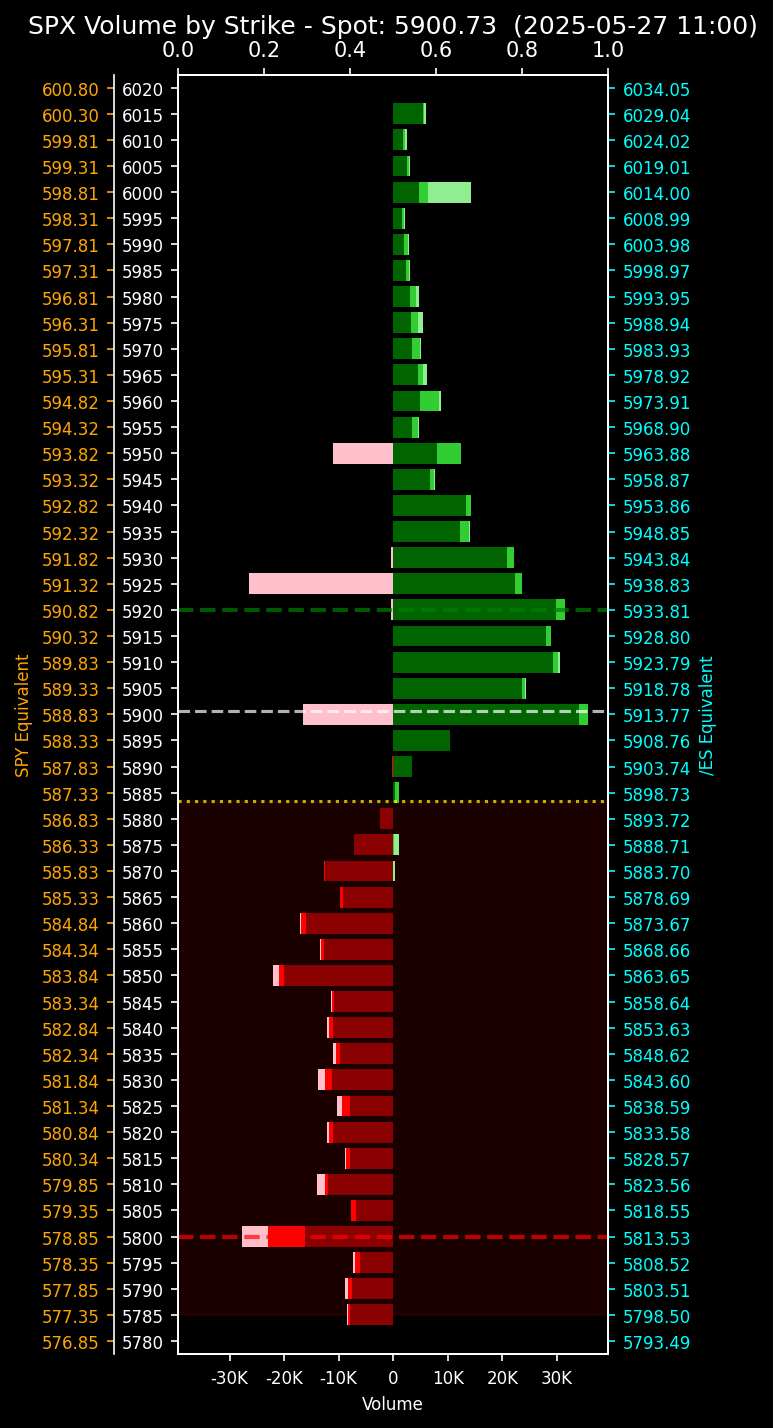 SPX Volume by Strike - Spot: 5900.73 (2025-05-27 11:00)
0.0 0.2 0.4 0.6 0.8 1.0
600.80 6020 6034.05
600.30 6015 6029.04
599.81 6010 6024.02
599.31 6005 6019.01
598.81 6000 6014.00
598.31 5995 6008.99
597.81 5990 6003.98
597.31 5985 5998.97
596.81 5980 5993.95
596.31 5975 5988.94
595.81 5970 5983.93
595.31 5965 5978.92
594.82 5960 5973.91
594.32 5955 5968.90
593.82 5950 5963.88
593.32 5945 5958.87
592.82 5940 5953.86
592.32 5935 5948.85
591.82 5930 5943.84
591.32 5925 5938.83
590.82 5920 5933.81
590.32 5915 5928.80
589.83 5910 5923.79
589.33 5905 5918.78
588.83 5900 5913.77
588.33 5895 5908.76
587.83 5890 5903.74
587.33 5885 5898.73
586.83 5880 5893.72
586.33 5875 5888.71
585.83 5870 5883.70
585.33 5865 5878.69
584.84 5860 5873.67
584.34 5855 5868.66
583.84 5850 5863.65
583.34 5845 5858.64
582.84 5840 5853.63
582.34 5835 5848.62
581.84 5830 5843.60
581.34 5825 5838.59
580.84 5820 5833.58
580.34 5815 5828.57
579.85 5810 5823.56
579.35 5805 5818.55
578.85 5800 5813.53
578.35 5795 5808.52
577.85 5790 5803.51
577.35 5785 5798.50
576.85 5780 5793.49
SPY Equivalent
/ES Equivalent
-30K -20K -10K 0 10K 20K 30K
Volume